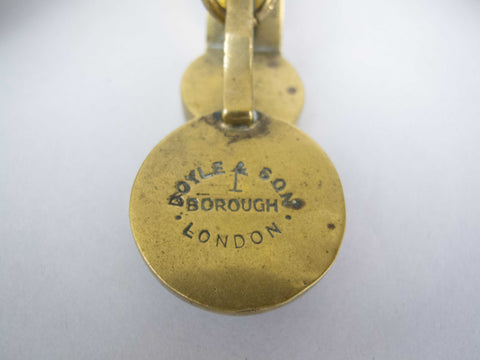 DOYLE & SONS
1
BOROUGH
· LONDON ·